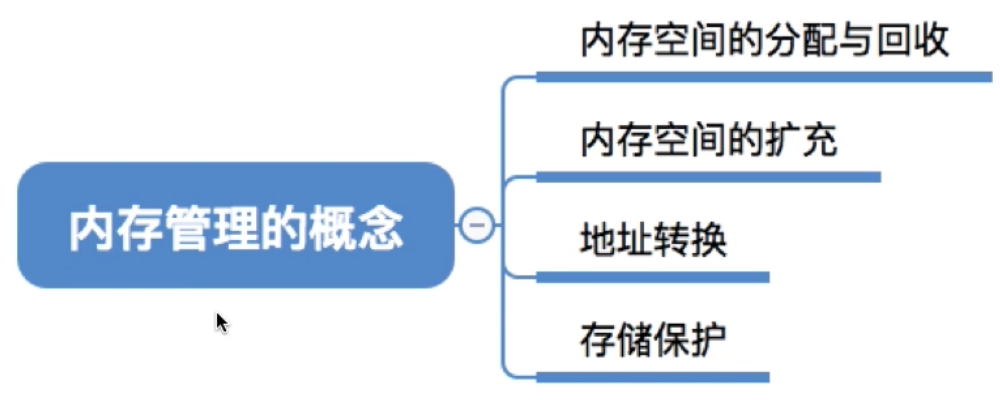 内存空间的分配与回收
内存空间的扩充
内存管理的概念
地址转换
存储保护